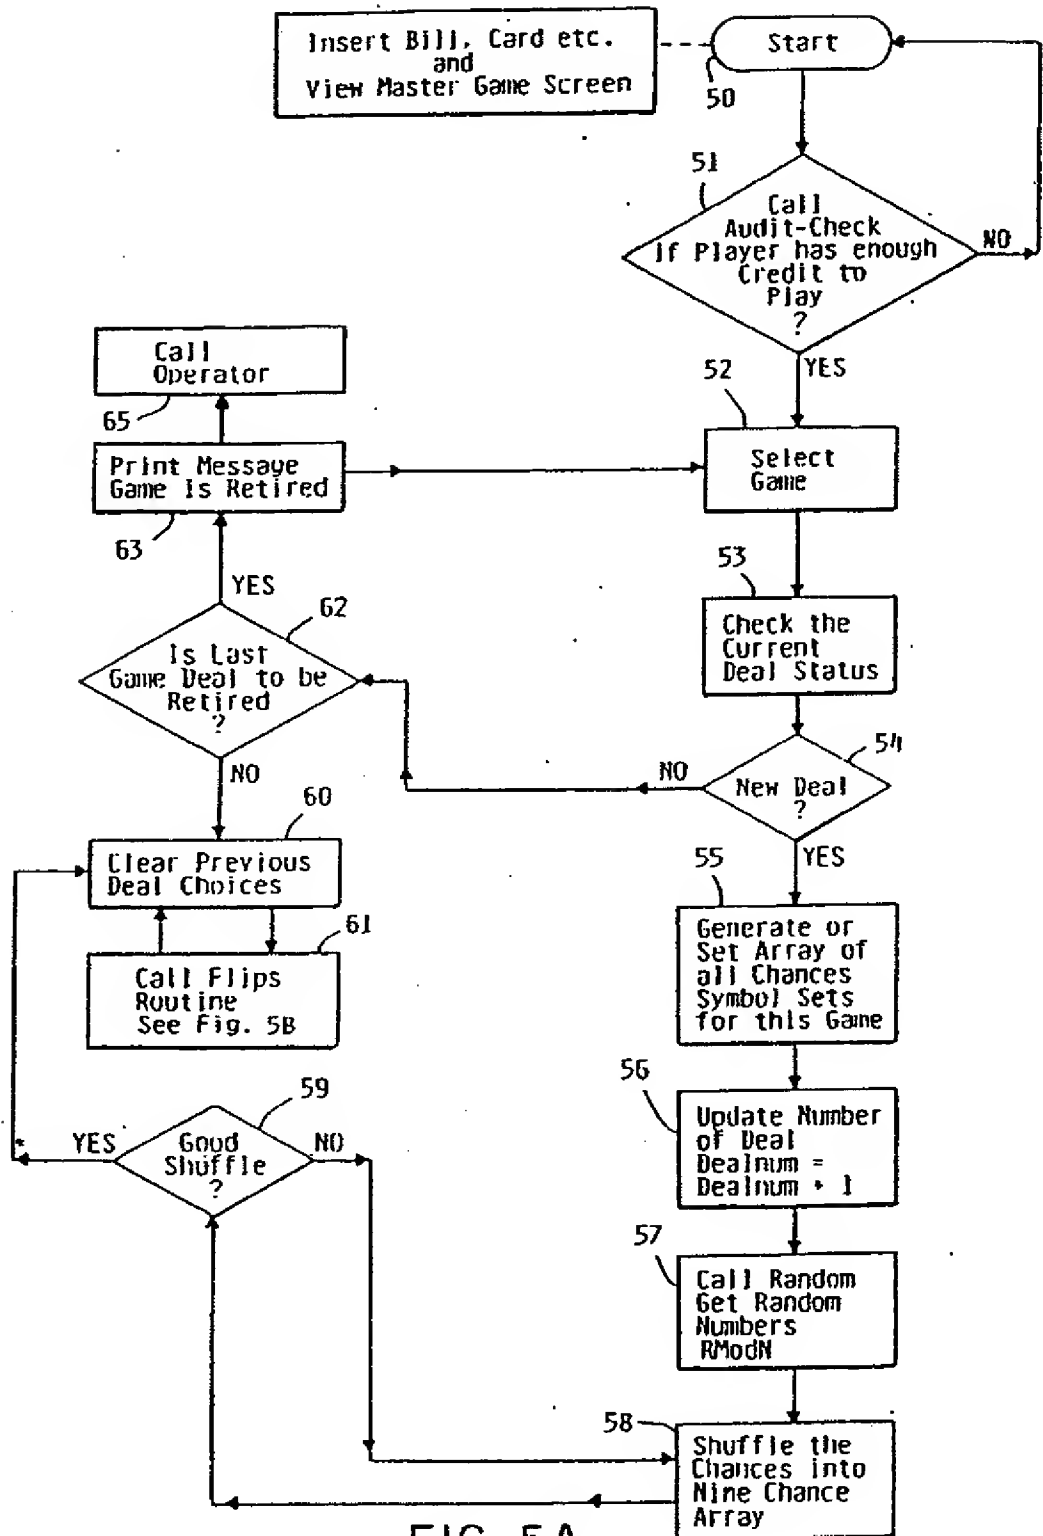 Insert Bill, Card etc.
and
View Master Game Screen
Start
50
51
Call
Audit-Check
If Player has enough
Credit to
Play
?
NO
YES
Call
Operator
65
52
Print Message
Game Is Retired
Select
Game
63
YES
53
62
Is Last
Game Deal to be
Retired
?
Check the
Current
Deal Status
54
NO
New Deal
?
NO
YES
60
Clear Previous
Deal Choices
55
61
Generate or
Set Array of
all Chances
Symbol Sets
for this Game
Call Flips
Routine
See Fig. 5B
56
59
Update Number
of Deal
Dealnum =
Dealnum + 1
YES
Good
Shuffle
?
NO
57
Call Random
Get Random
Numbers
RModN
58
Shuffle the
Chances into
Nine Chance
Array
FIG. 5A